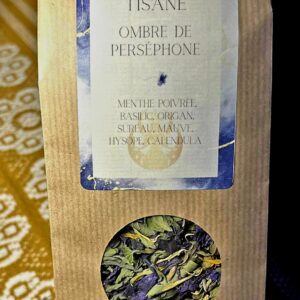 TISANE
OMBRE DE
PERSÉPHONE
MENTHE POIVRÉE,
BASILIC, ORIGAN,
SUREAU, MAUVE,
HYSOPE, CALENDULA